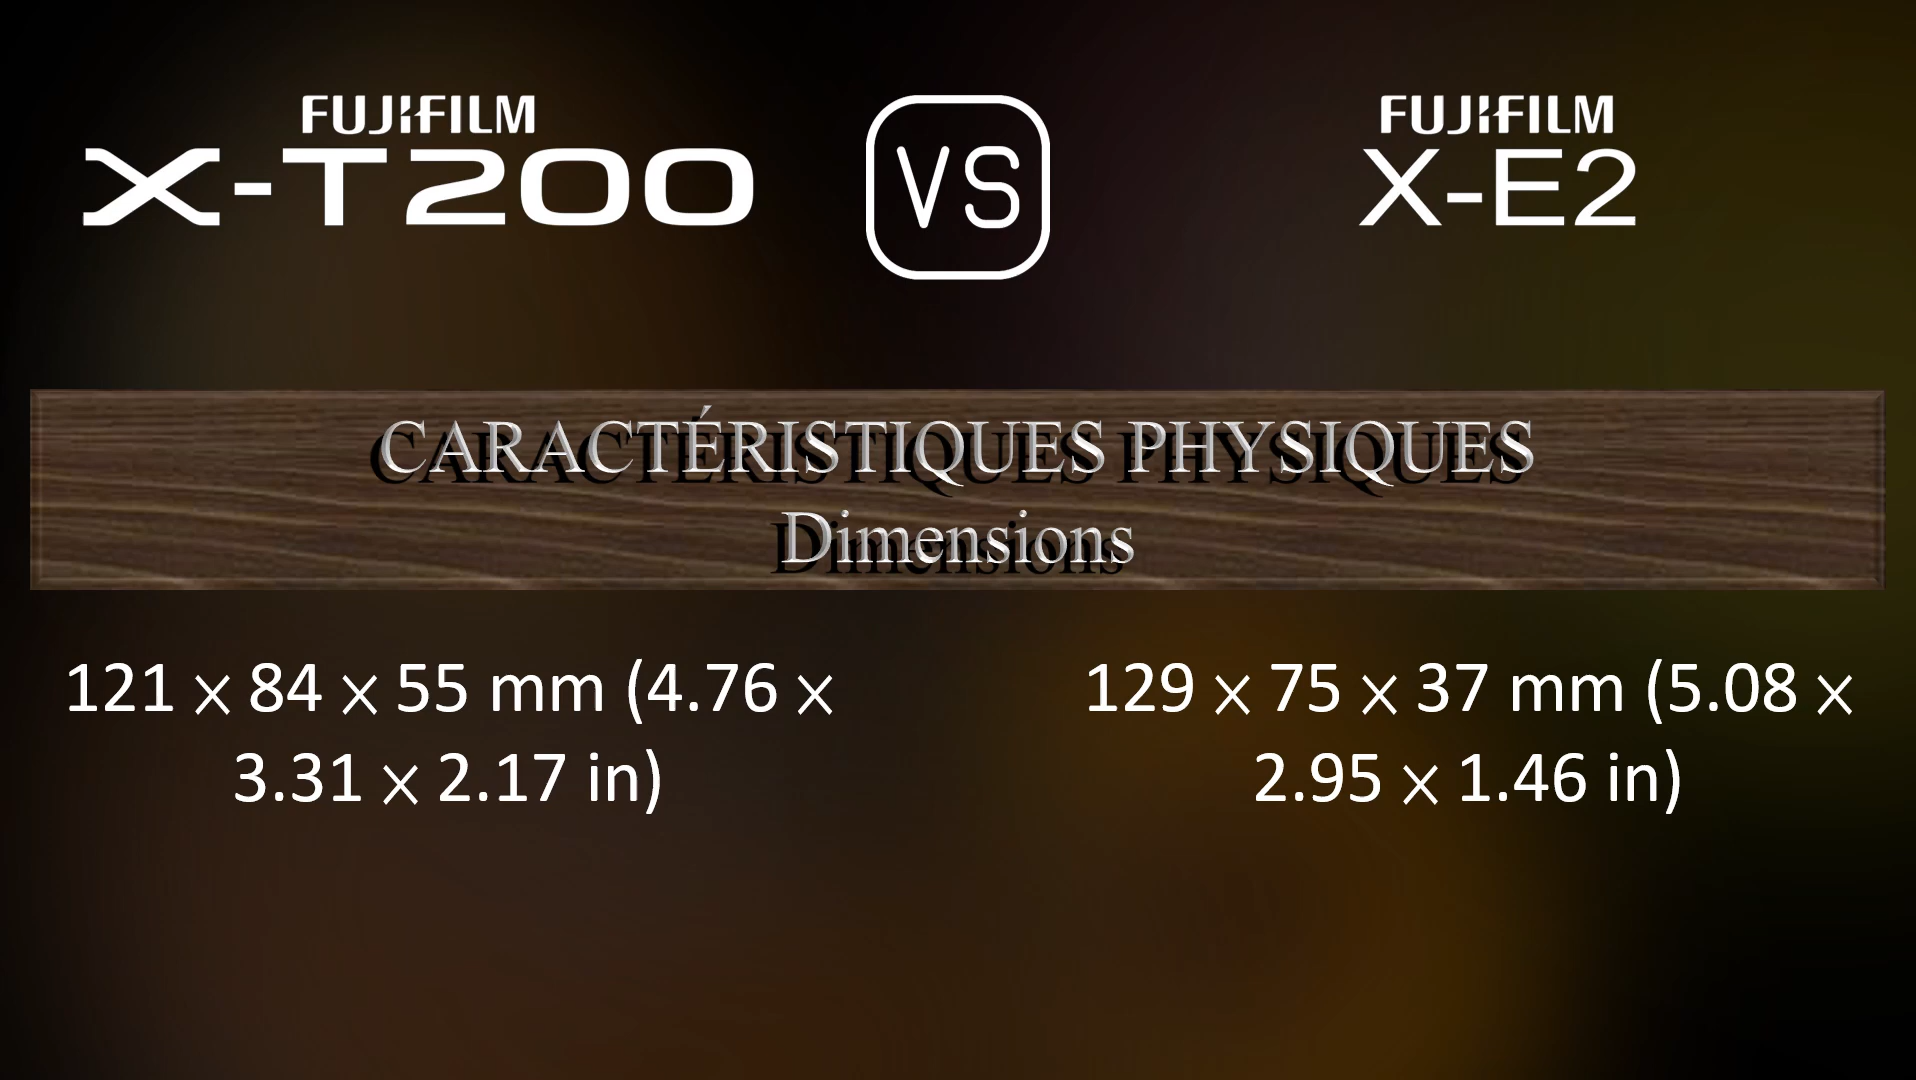 FUJIFILM
X-T200
VS
FUJIFILM
X-E2
CARACTÉRISTIQUES PHYSIQUES
Dimensions
121 x 84 x 55 mm (4.76 x
3.31 x 2.17 in)
129 x 75 x 37 mm (5.08 x
2.95 x 1.46 in)